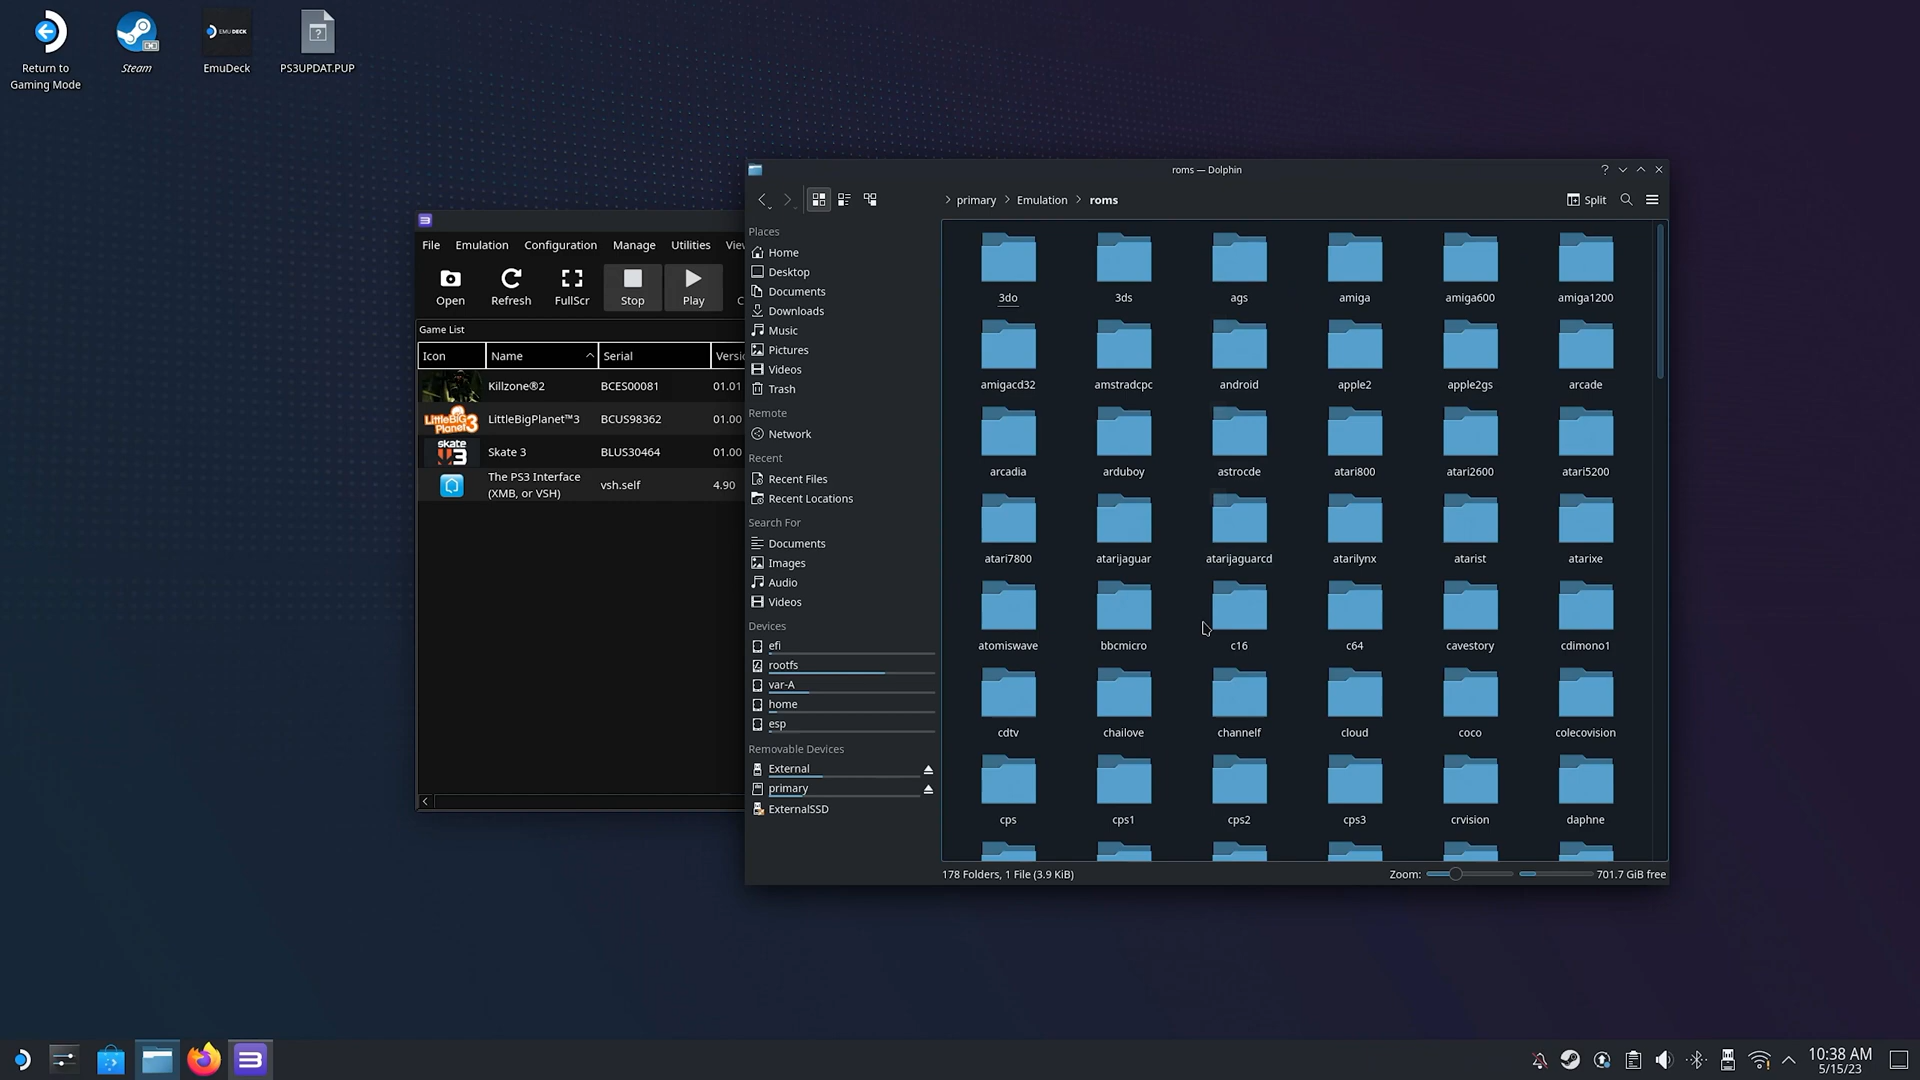 Return to
Gaming Mode
Steam
EmuDeck
PS3UPDAT.PUP
EMUDECK
roms — Dolphin
primary
Emulation
roms
Split
Places
Home
Desktop
Documents
Downloads
Music
Pictures
Videos
Trash
Remote
Network
Recent
Recent Files
Recent Locations
Search For
Documents
Images
Audio
Videos
Devices
efi
rootfs
var-A
home
esp
Removable Devices
External
primary
ExternalSSD
3do 3ds ags amiga amiga600 amiga1200
amigacd32 amstradcpc android apple2 apple2gs arcade
arcadia arduboy astrocde atari800 atari2600 atari5200
atari7800 atarijaguar atarijaguarcd atarilynx atarist atarixe
atomiswave bbcmicro c16 c64 cavestory cdimono1
cdtv chailove channelf cloud coco colecovision
cps cps1 cps2 cps3 crvision daphne
178 Folders, 1 File (3.9 KiB)
Zoom:
701.7 GiB free
File Emulation Configuration Manage Utilities
Open Refresh FullScr Stop Play
Game List
Icon Name Serial
Killzone®2 BCES00081 01.01
LittleBIGPlanet 3
LittleBigPlanet™3 BCUS98362 01.00
skate 3
Skate 3 BLUS30464 01.00
The PS3 Interface
(XMB, or VSH) vsh.self 4.90
10:38 AM
5/15/23